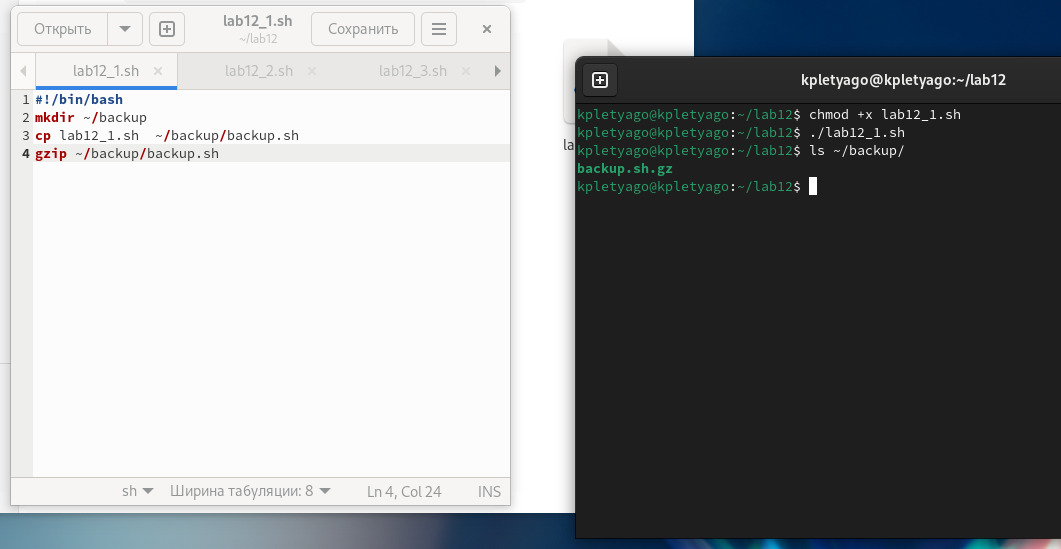 Открыть
lab12_1.sh
~/lab12
Сохранить
lab12_1.sh
lab12_2.sh
lab12_3.sh
1 #!/bin/bash
2 mkdir ~/backup
3 cp lab12_1.sh  ~/backup/backup.sh
4 gzip ~/backup/backup.sh
sh
Ширина табуляции: 8
Ln 4, Col 24
INS
la
kpletyago@kpletyago:~/lab12
kpletyago@kpletyago:~/lab12$ chmod +x lab12_1.sh
kpletyago@kpletyago:~/lab12$ ./lab12_1.sh
kpletyago@kpletyago:~/lab12$ ls ~/backup/
backup.sh.gz
kpletyago@kpletyago:~/lab12$